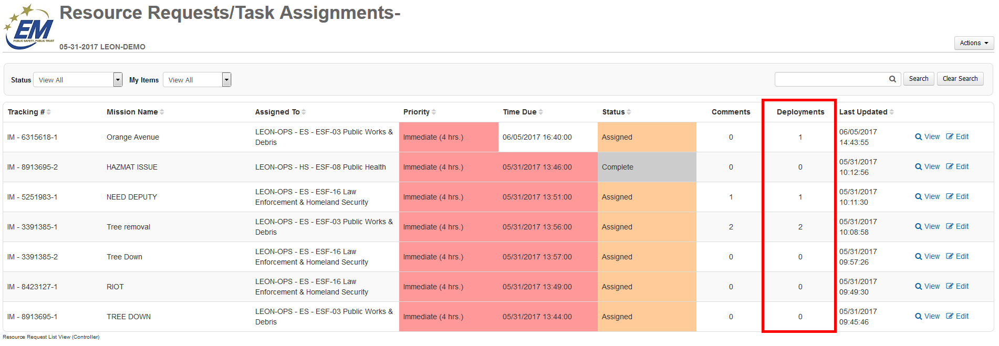 Resource Requests/Task Assignments-
EM
PUBLIC SAFETY, PUBLIC TRUST
05-31-2017 LEON-DEMO
Actions
Status View All My Items View All Search Clear Search
Tracking # Mission Name Assigned To Priority Time Due Status Comments Deployments Last Updated
IM - 6315618-1 Orange Avenue LEON-OPS - ES - ESF-03 Public Works & Debris Immediate (4 hrs.) 06/05/2017 16:40:00 Assigned 0 1 06/05/2017 14:43:55 View Edit
IM - 8913695-2 HAZMAT ISSUE LEON-OPS - HS - ESF-08 Public Health Immediate (4 hrs.) 05/31/2017 13:46:00 Complete 0 0 05/31/2017 10:12:56 View Edit
IM - 5251983-1 NEED DEPUTY LEON-OPS - ES - ESF-16 Law Enforcement & Homeland Security Immediate (4 hrs.) 05/31/2017 13:51:00 Assigned 1 1 05/31/2017 10:11:30 View Edit
IM - 3391385-1 Tree removal LEON-OPS - ES - ESF-03 Public Works & Debris Immediate (4 hrs.) 05/31/2017 13:56:00 Assigned 2 2 05/31/2017 10:08:58 View Edit
IM - 3391385-2 Tree Down LEON-OPS - ES - ESF-16 Law Enforcement & Homeland Security Immediate (4 hrs.) 05/31/2017 13:57:00 Assigned 0 0 05/31/2017 09:57:26 View Edit
IM - 8423127-1 RIOT LEON-OPS - ES - ESF-16 Law Enforcement & Homeland Security Immediate (4 hrs.) 05/31/2017 13:49:00 Assigned 0 0 05/31/2017 09:49:30 View Edit
IM - 8913695-1 TREE DOWN LEON-OPS - ES - ESF-03 Public Works & Debris Immediate (4 hrs.) 05/31/2017 13:44:00 Assigned 0 0 05/31/2017 09:45:46 View Edit
Resource Request List View (Controller)